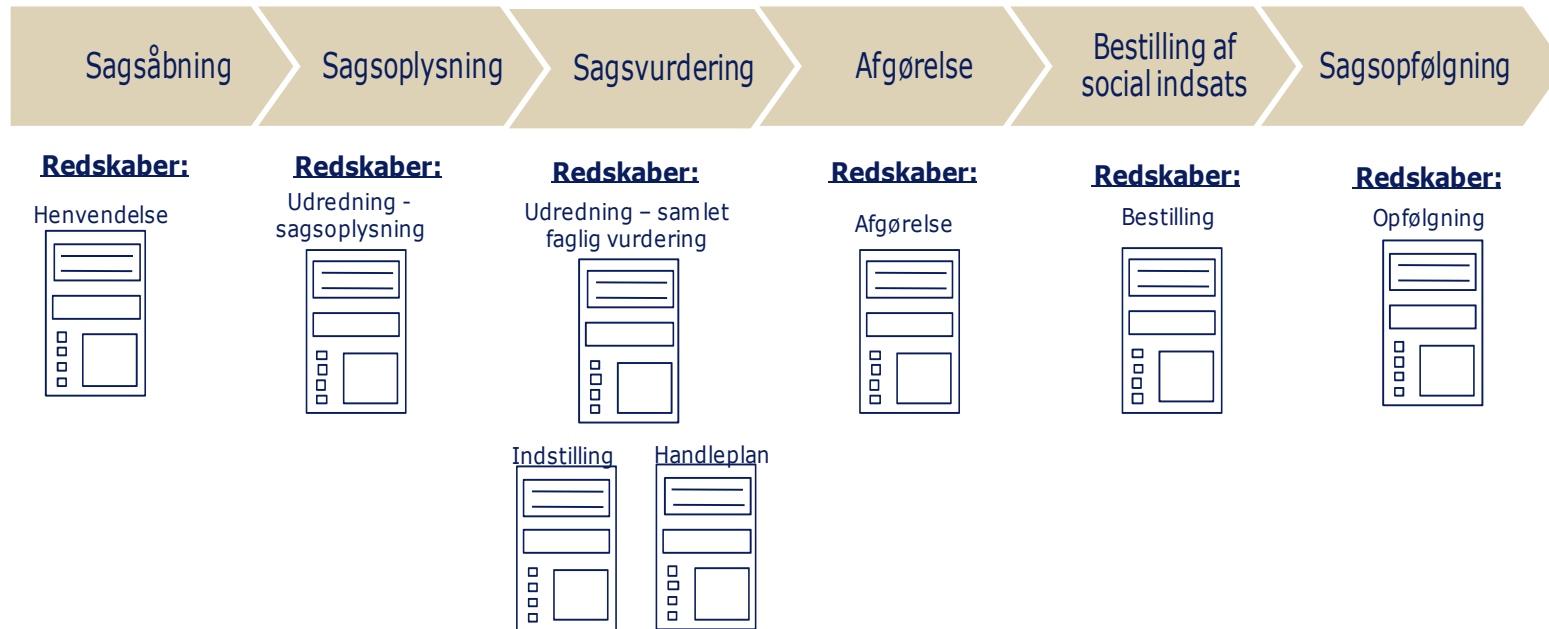 Sagsåbning
Sagsoplysning
Sagsvurdering
Afgørelse
Bestilling af
social indsats
Sagsopfølgning
Redskaber:
Henvendelse
Redskaber:
Udredning -
sagsoplysning
Redskaber:
Udredning – samlet
faglig vurdering
Indstilling
Handleplan
Redskaber:
Afgørelse
Redskaber:
Bestilling
Redskaber:
Opfølgning